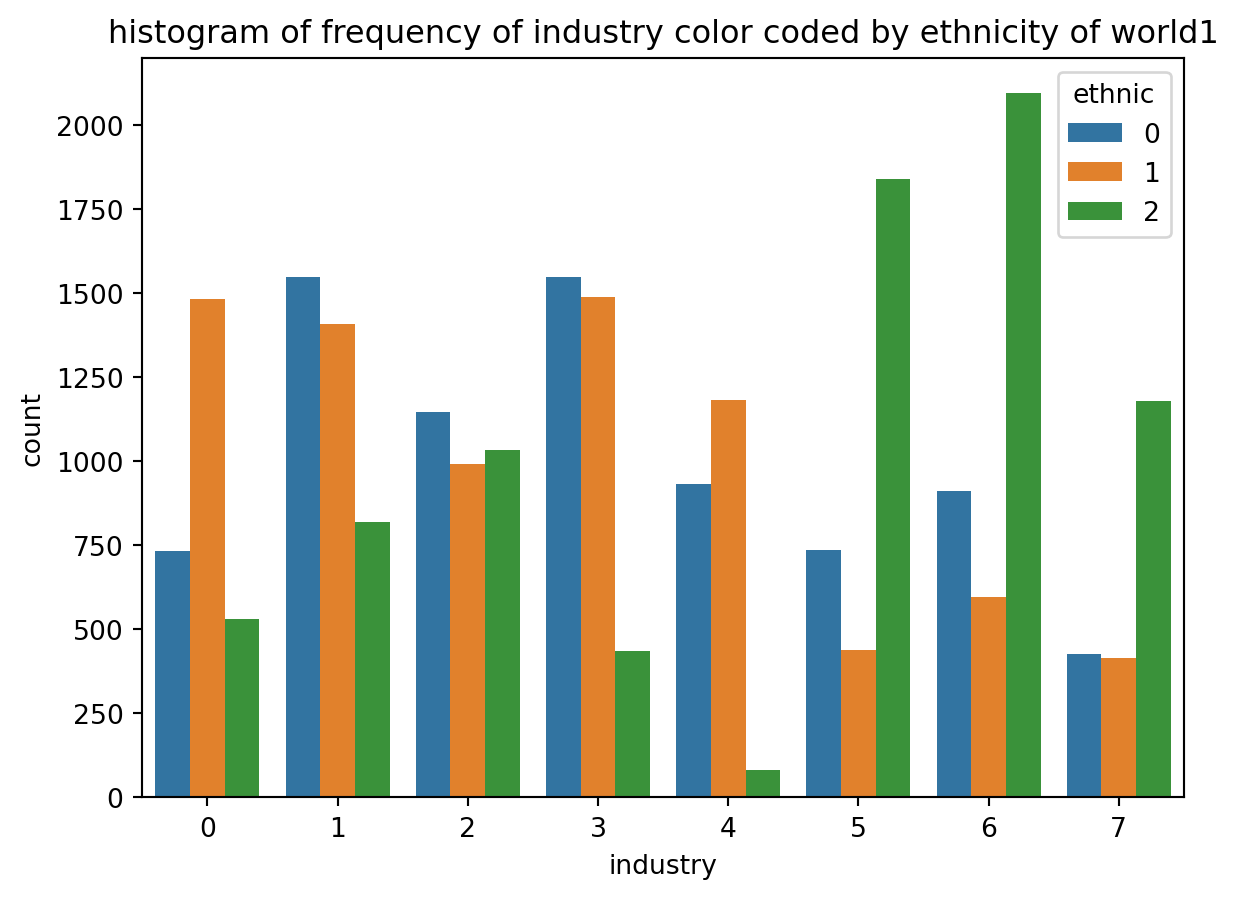 histogram of frequency of industry color coded by ethnicity of world1
ethnic
0
1
2
2000
1750
1500
1250
1000
750
500
250
0
count
0 1 2 3 4 5 6 7
industry